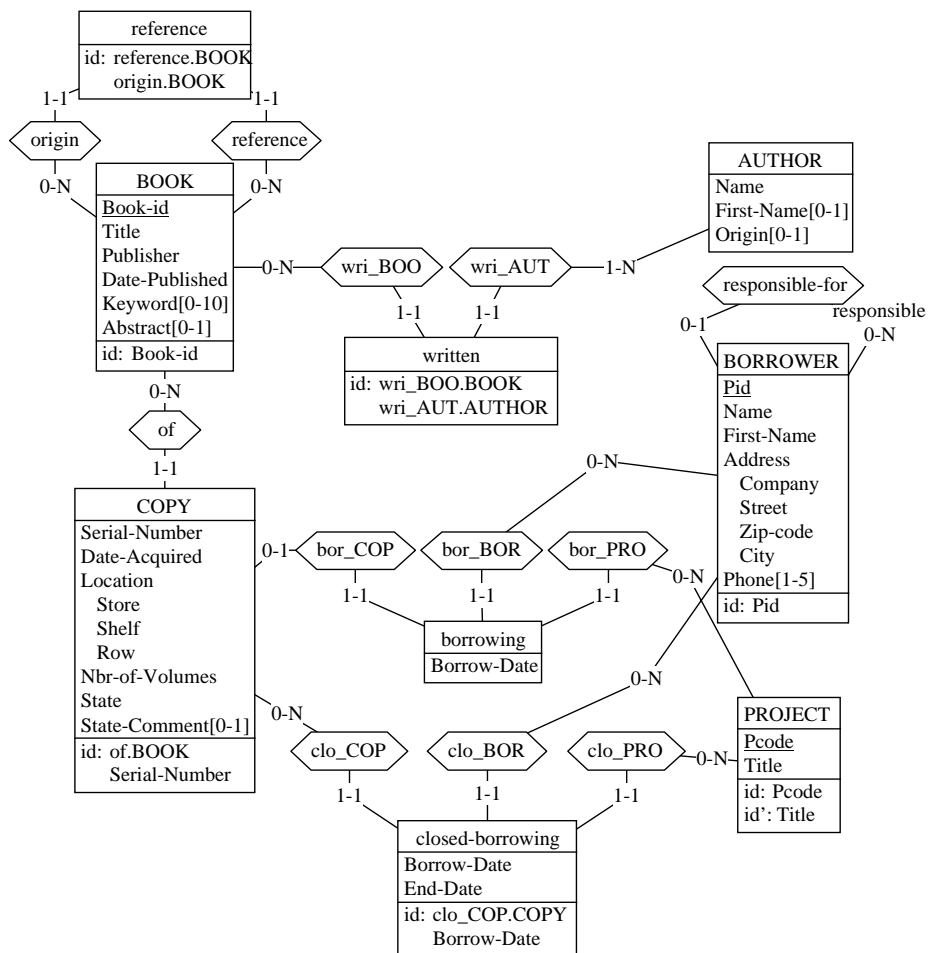 reference
id: reference.BOOK
origin.BOOK
1-1
1-1
origin
reference
0-N
0-N
BOOK
Book-id
Title
Publisher
Date-Published
Keyword[0-10]
Abstract[0-1]
id: Book-id
0-N
wri_BOO
wri_AUT
1-N
1-1
1-1
AUTHOR
Name
First-Name[0-1]
Origin[0-1]
written
id: wri_BOO.BOOK
wri_AUT.AUTHOR
responsible-for
responsible
0-1
0-N
BORROWER
Pid
Name
First-Name
Address
Company
Street
Zip-code
City
Phone[1-5]
id: Pid
0-N
of
1-1
COPY
Serial-Number
Date-Acquired
Location
Store
Shelf
Row
Nbr-of-Volumes
State
State-Comment[0-1]
id: of.BOOK
Serial-Number
0-N
0-1
bor_COP
bor_BOR
bor_PRO
0-N
1-1
1-1
1-1
borrowing
Borrow-Date
0-N
0-N
clo_COP
clo_BOR
clo_PRO
0-N
1-1
1-1
1-1
PROJECT
Pcode
Title
id: Pcode
id’: Title
closed-borrowing
Borrow-Date
End-Date
id: clo_COP.COPY
Borrow-Date